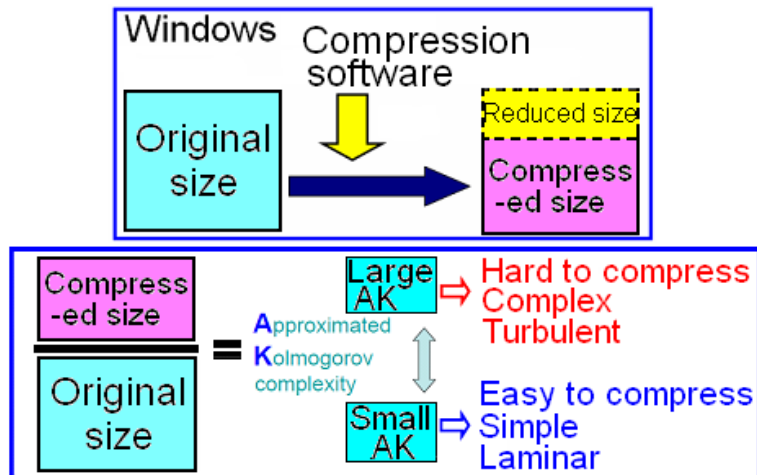 Windows
Compression
software
Original
size
Reduced size
Compress
-ed size
Compress
-ed size
Original
size
=
Approximated
Kolmogorov
complexity
Large
AK
Hard to compress
Complex
Turbulent
Small
AK
Easy to compress
Simple
Laminar